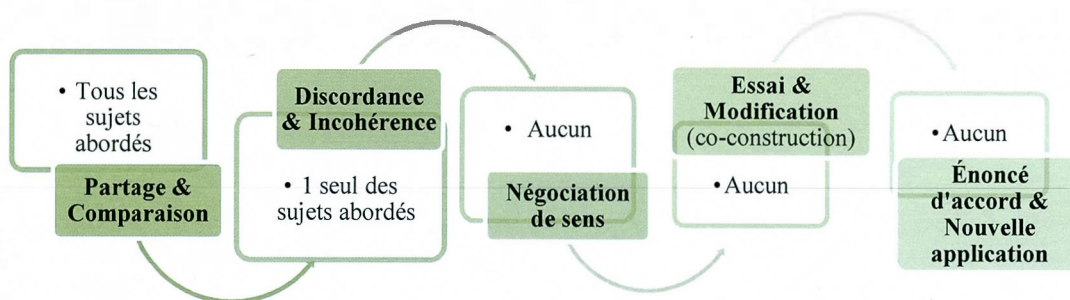 • Tous les
sujets
abordés
Partage &
Comparaison
Discordance
& Incohérence
• 1 seul des
sujets abordés
• Aucun
Négociation
de sens
Essai &
Modification
(co-construction)
• Aucun
• Aucun
Énoncé
d'accord &
Nouvelle
application